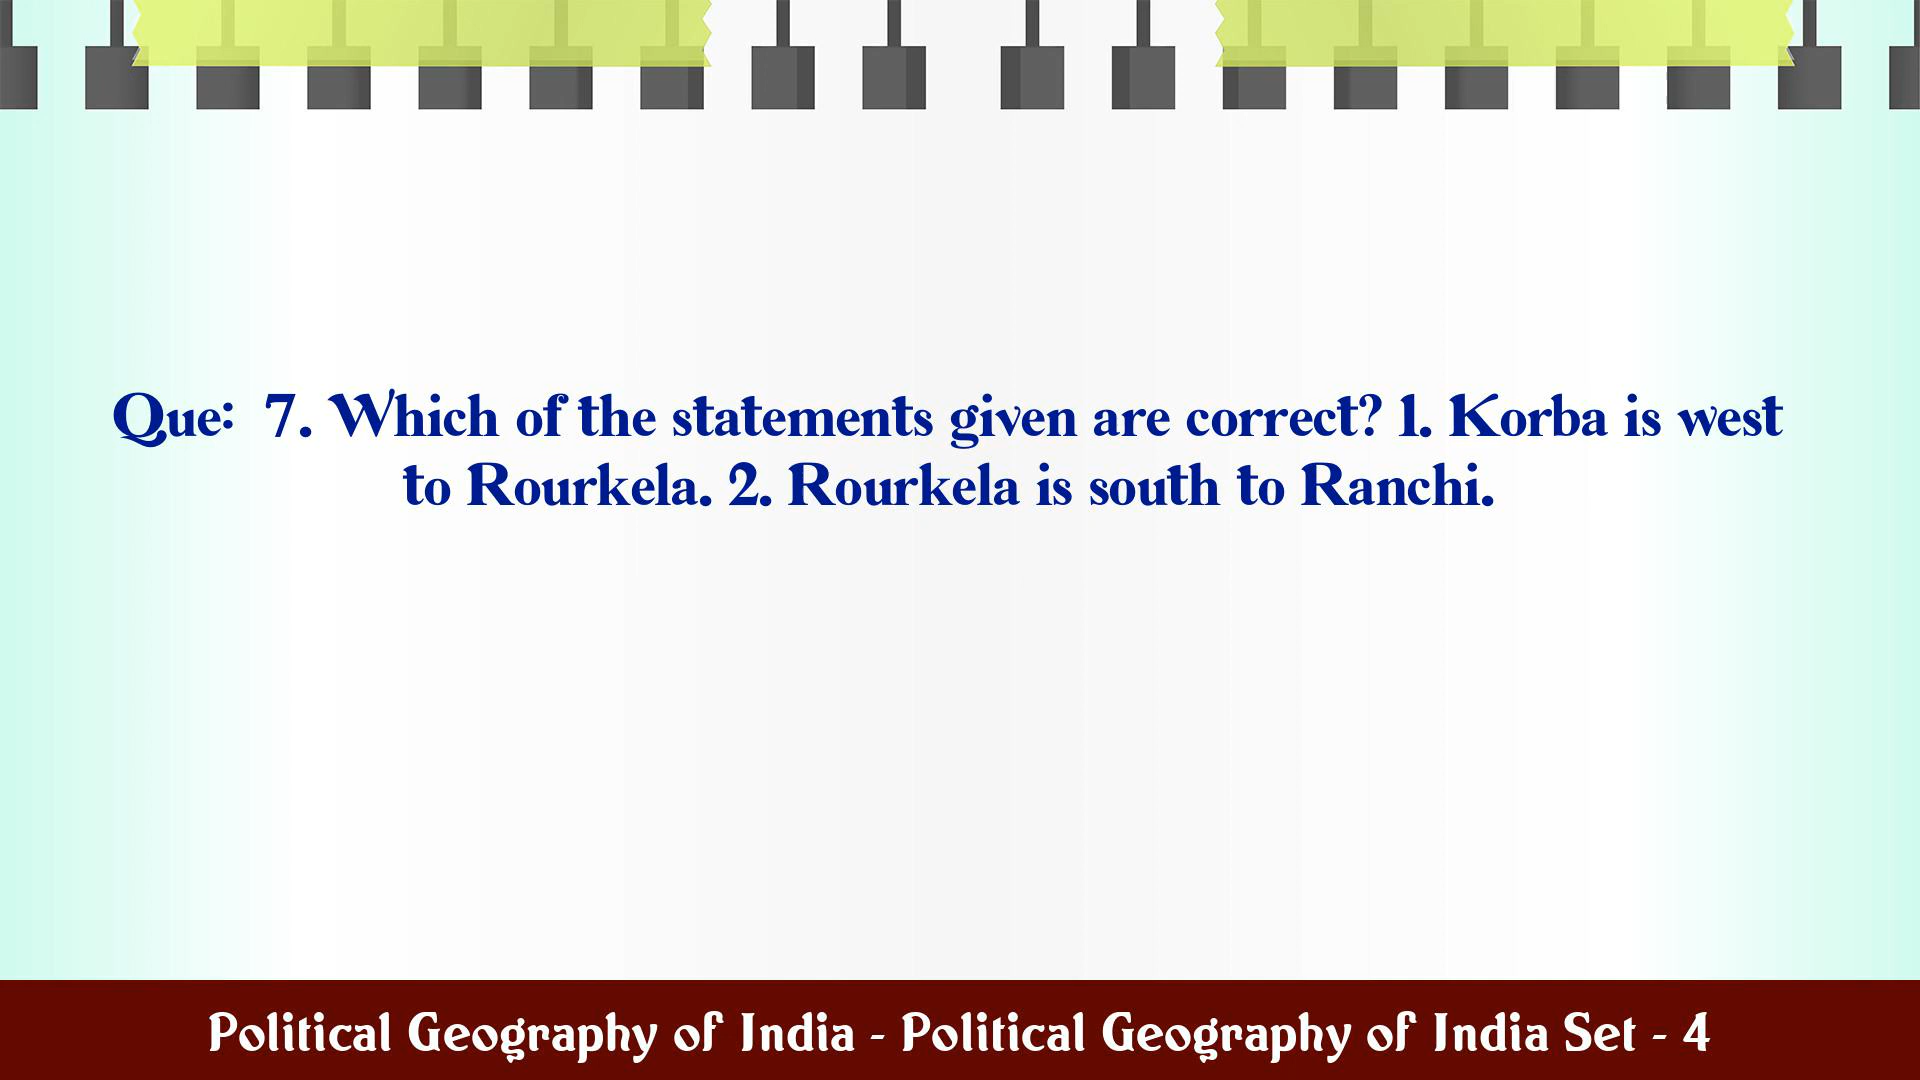 Que: 7. Which of the statements given are correct? 1. Korba is west
to Rourkela. 2. Rourkela is south to Ranchi.
Political Geography of India - Political Geography of India Set - 4